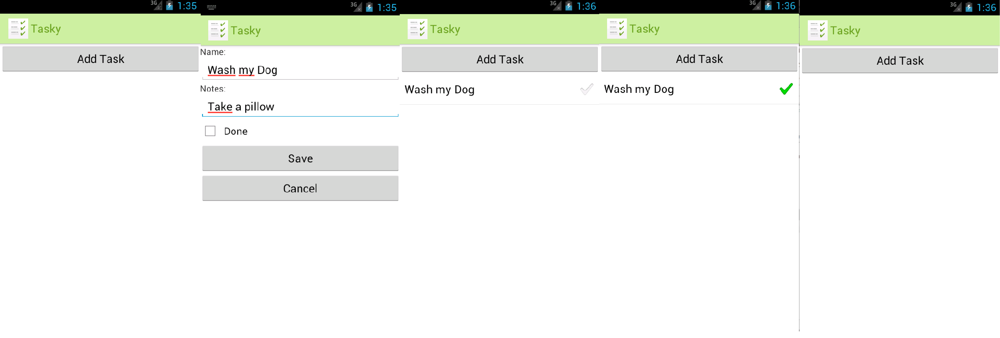 3G 1:35
Tasky
Add Task
3G 1:35
Tasky
Name:
Wash my Dog
Notes:
Take a pillow
Done
Save
Cancel
3G 1:36
Tasky
Add Task
Wash my Dog
3G 1:36
Tasky
Add Task
Wash my Dog
3G 1:36
Tasky
Add Task